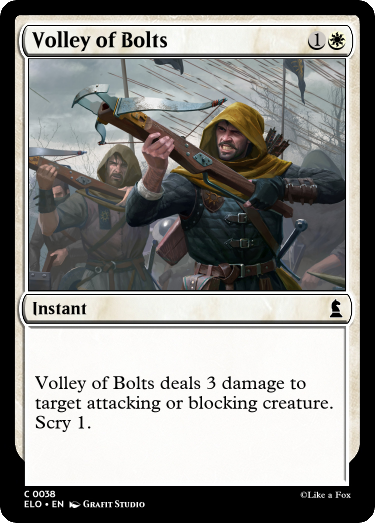 Volley of Bolts 1
Instant
Volley of Bolts deals 3 damage to
target attacking or blocking creature.
Scry 1.
C 0038
ELO • EN Grafit Studio
©Like a Fox